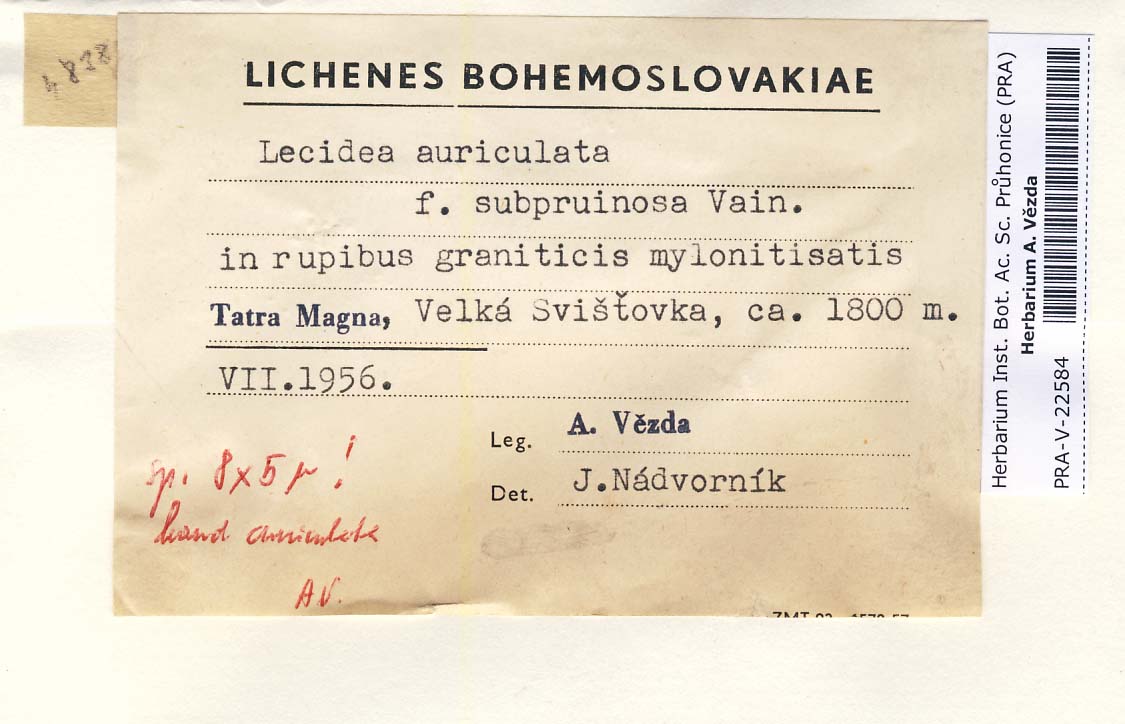 4838
LICHENES BOHEMOSLOVAKIAE
Lecidea auriculata
f. subpruinosa Vain.
in rupibus graniticis mylonitisatis
Tatra Magna, Velká Svišťovka, ca. 1800 m.
VII.1956.
Leg. A. Vězda
Det. J.Nádvorník
sp. 8 x 5 µ !
haud auriculata
AV.
Herbarium Inst. Bot. Ac. Sc. Průhonice (PRA)
Herbarium A. Vězda
PRA-V-22584